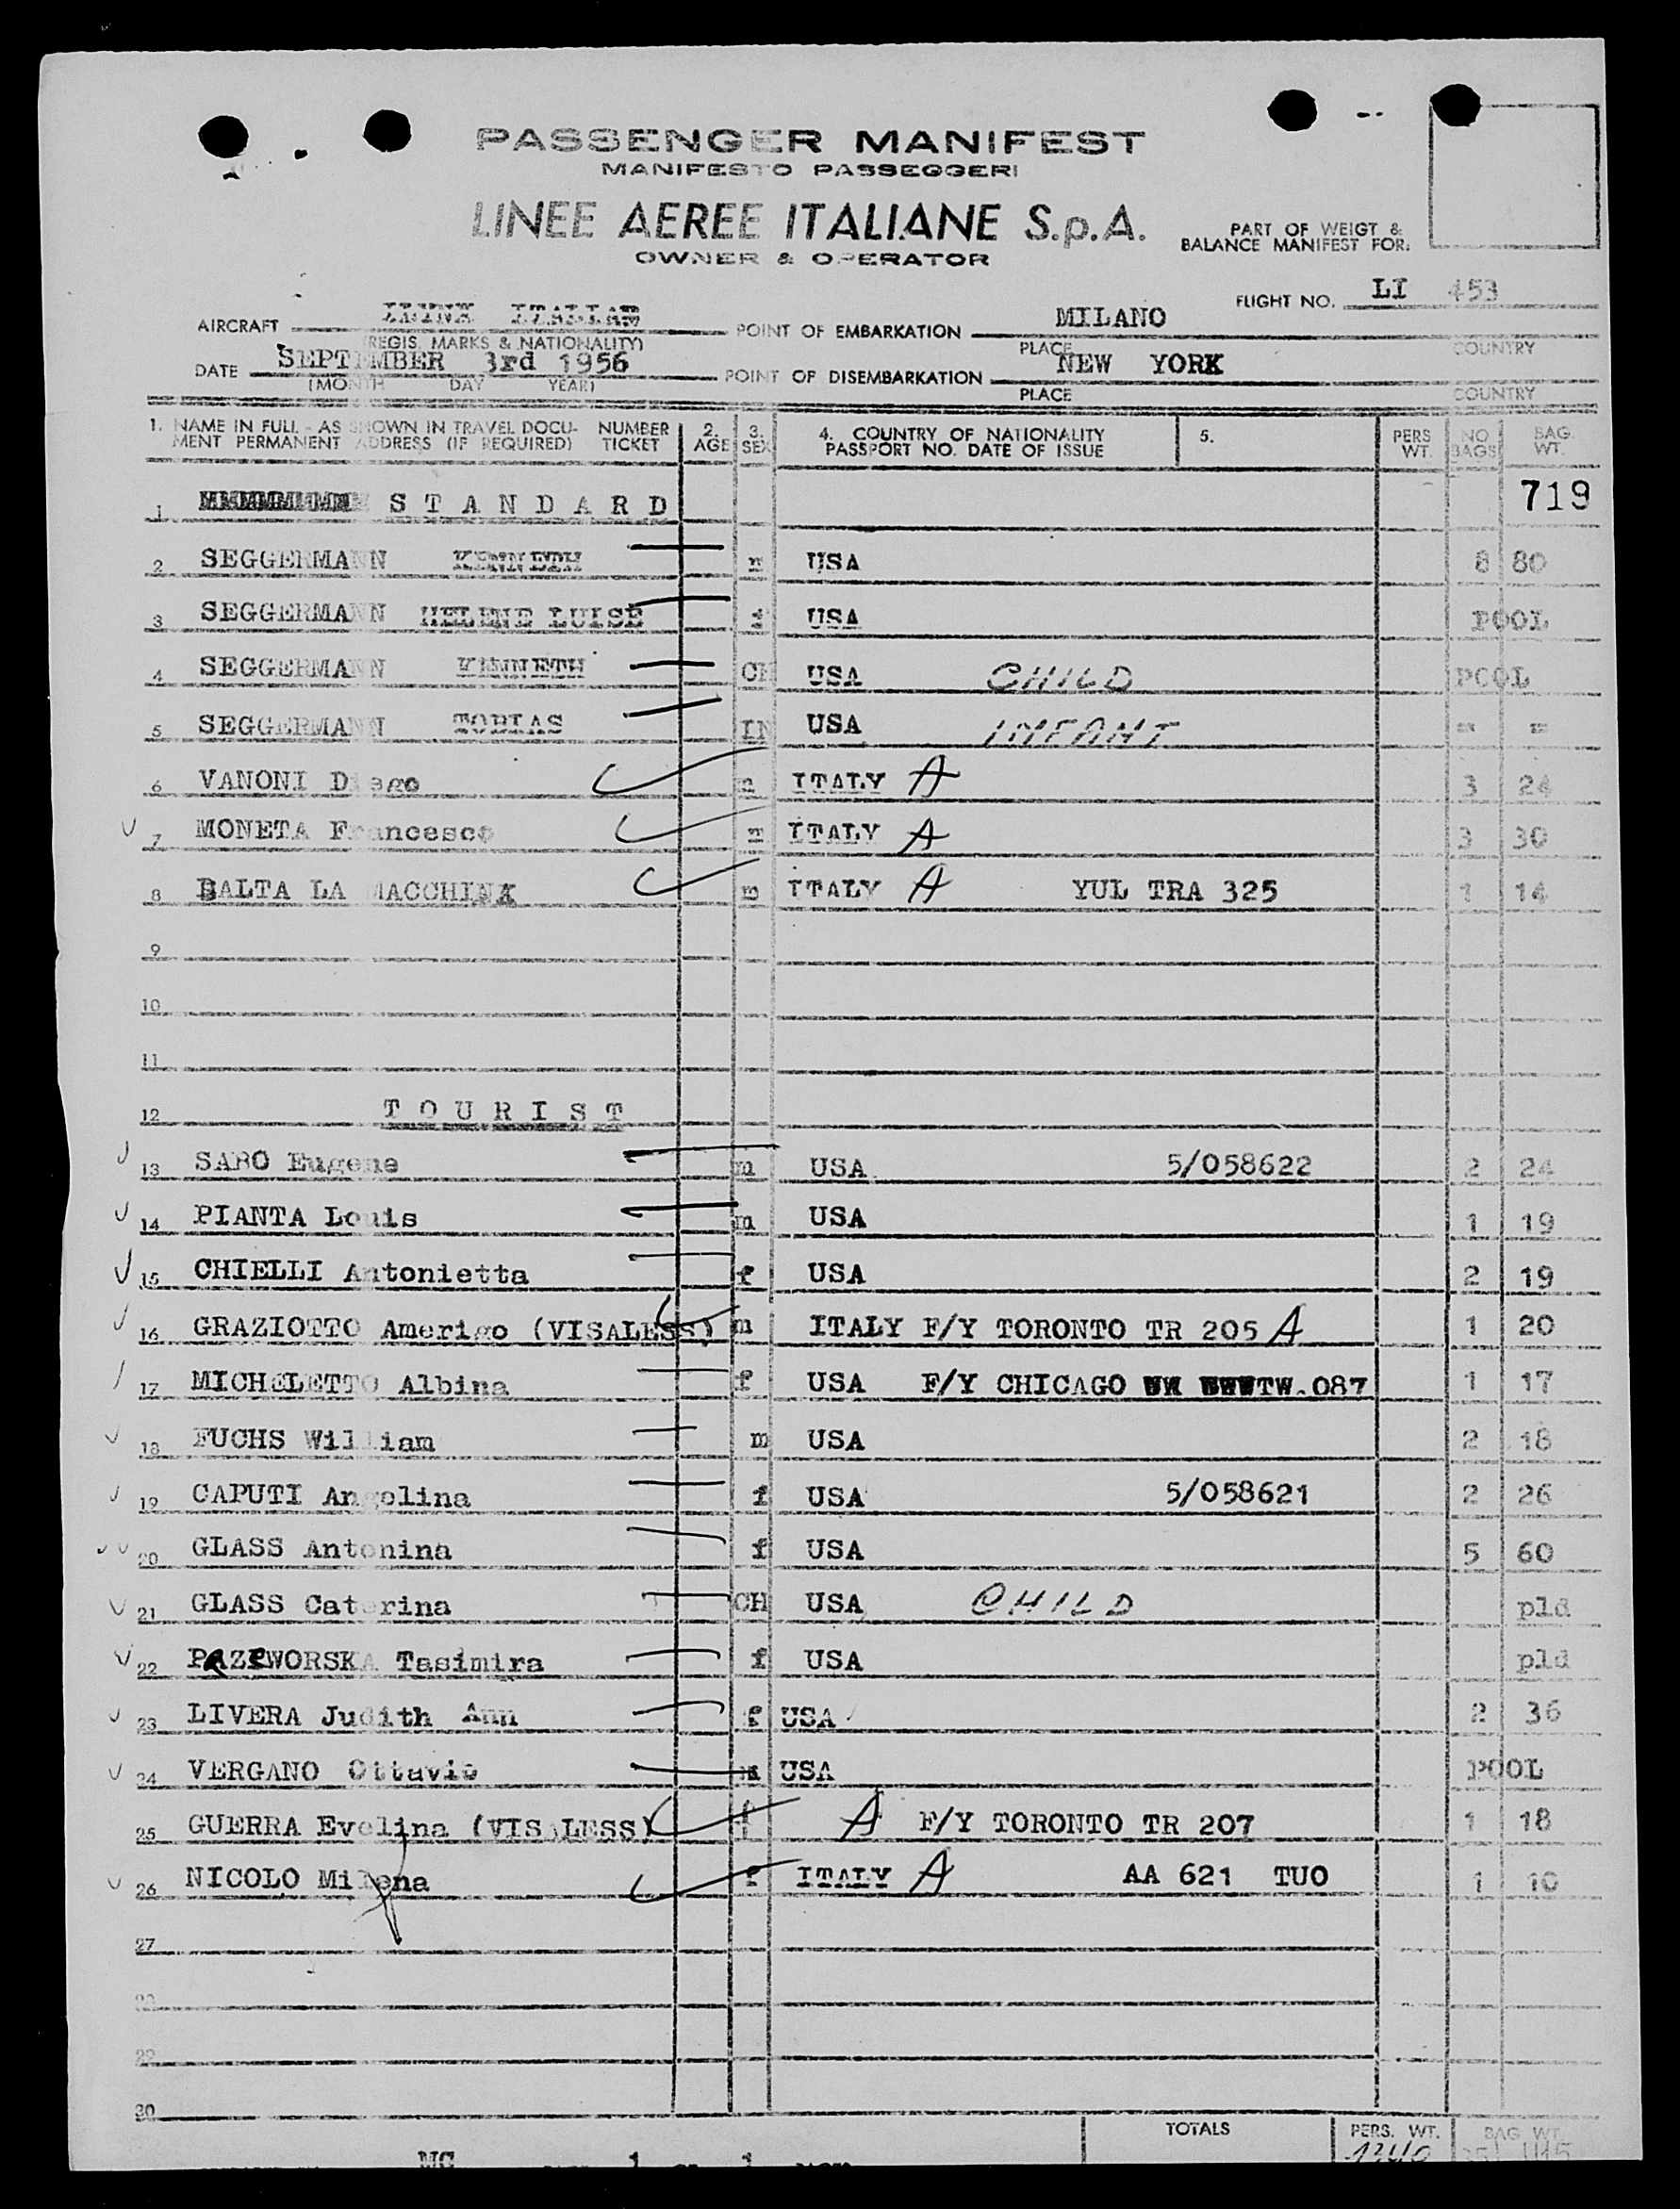 PASSENGER MANIFEST
MANIFESTO PASSEGGERI
LINEE AEREE ITALIANE S.p.A.
OWNER & OPERATOR
PART OF WEIGT &
BALANCE MANIFEST FOR:
FLIGHT NO. LI 453
AIRCRAFT
(REGIS. MARKS & NATIONALITY)
POINT OF EMBARKATION MILANO
PLACE COUNTRY
DATE SEPTEMBER 3rd 1956
(MONTH DAY YEAR)
POINT OF DISEMBARKATION NEW YORK
PLACE COUNTRY
1. NAME IN FULL - AS SHOWN IN TRAVEL DOCU- NUMBER 2. 3. 4. COUNTRY OF NATIONALITY 5. PERS NO BAG
MENT PERMANENT ADDRESS (IF REQUIRED) TICKET AGE SEX PASSPORT NO. DATE OF ISSUE WT. BAGS WT.
1 S T A N D A R D 719
2 SEGGERMANN KENNETH m USA 8 80
3 SEGGERMANN HELENE LUISE f USA POOL
4 SEGGERMANN KENNETH CH USA CHILD POOL
5 SEGGERMANN TOBIAS IN USA INFANT
6 VANONI Diego m ITALY A 3 24
7 MONETA Francesco m ITALY A 3 30
8 BALTA LA MACCHINA m ITALY A YUL TRA 325 1 14
9
10
11
12 T O U R I S T
13 SABO Eugene m USA 5/058622 2 24
14 PIANTA Louis m USA 1 19
15 CHIELLI Antonietta f USA 2 19
16 GRAZIOTTO Amerigo (VISALESS) m ITALY F/Y TORONTO TR 205 A 1 20
17 MICHELETTO Albina f USA F/Y CHICAGO TW.087 1 17
18 FUCHS William m USA 2 18
19 CAPUTI Angelina f USA 5/058621 2 26
20 GLASS Antonina f USA 5 60
21 GLASS Caterina CH USA CHILD pld
22 Tasimira f USA pld
23 LIVERA Judith Ann f USA 2 36
24 VERGANO Ottavio m USA POOL
25 GUERRA Evelina (VISALESS) f A F/Y TORONTO TR 207 1 18
26 NICOLO Milena f ITALY A AA 621 TUO 1 10
27
28
29
30
TOTALS PERS. WT. BAG WT.